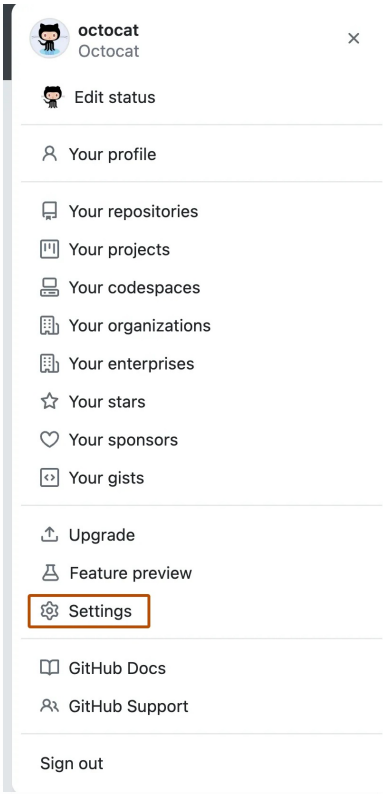 octocat
Octocat
Edit status
Your profile
Your repositories
Your projects
Your codespaces
Your organizations
Your enterprises
Your stars
Your sponsors
Your gists
Upgrade
Feature preview
Settings
GitHub Docs
GitHub Support
Sign out